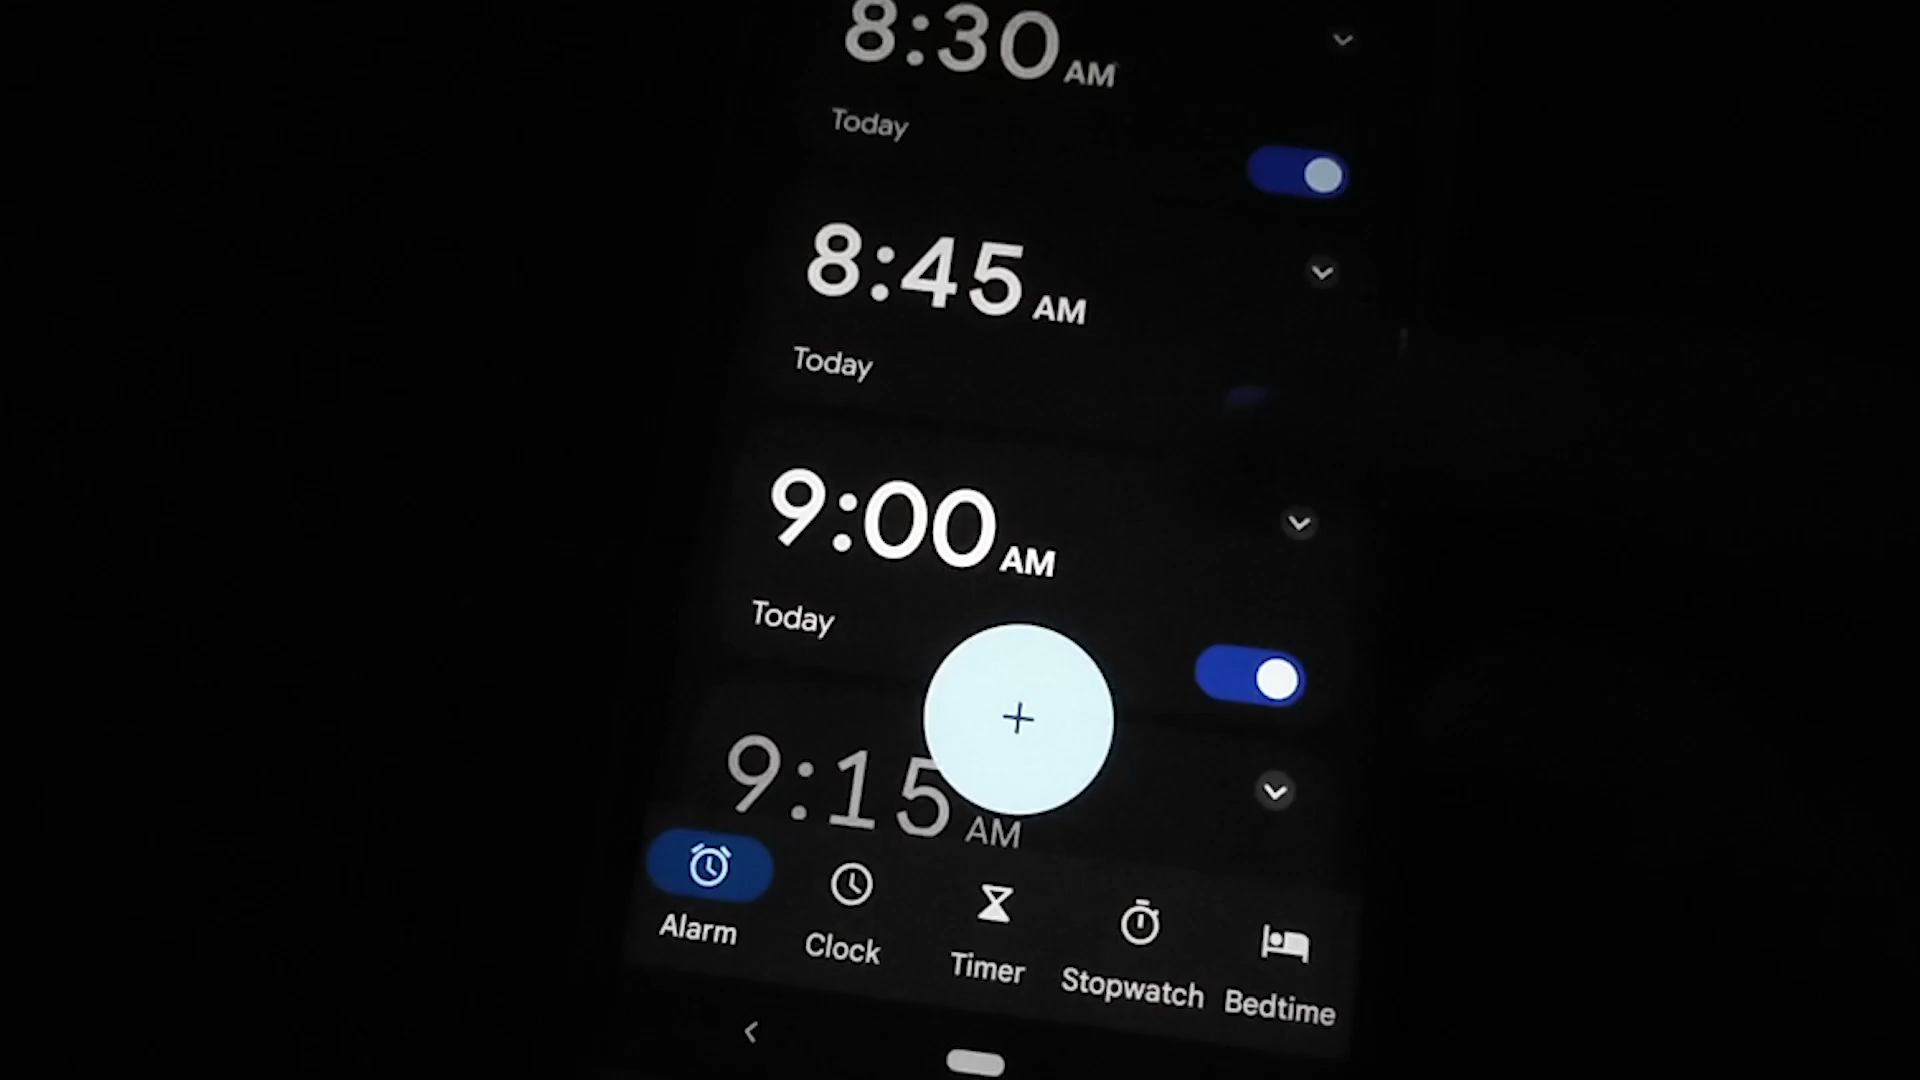 8:30 AM
Today
8:45 AM
Today
9:00 AM
Today
9:15 AM
Alarm
Clock
Timer
Stopwatch
Bedtime